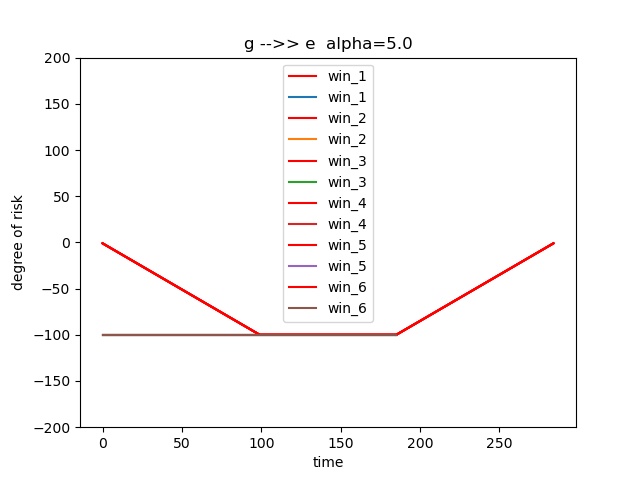 g -->> e  alpha=5.0
200
150
100
50
0
−50
−100
−150
−200
degree of risk
win_1
win_1
win_2
win_2
win_3
win_3
win_4
win_4
win_5
win_5
win_6
win_6
0 50 100 150 200 250
time